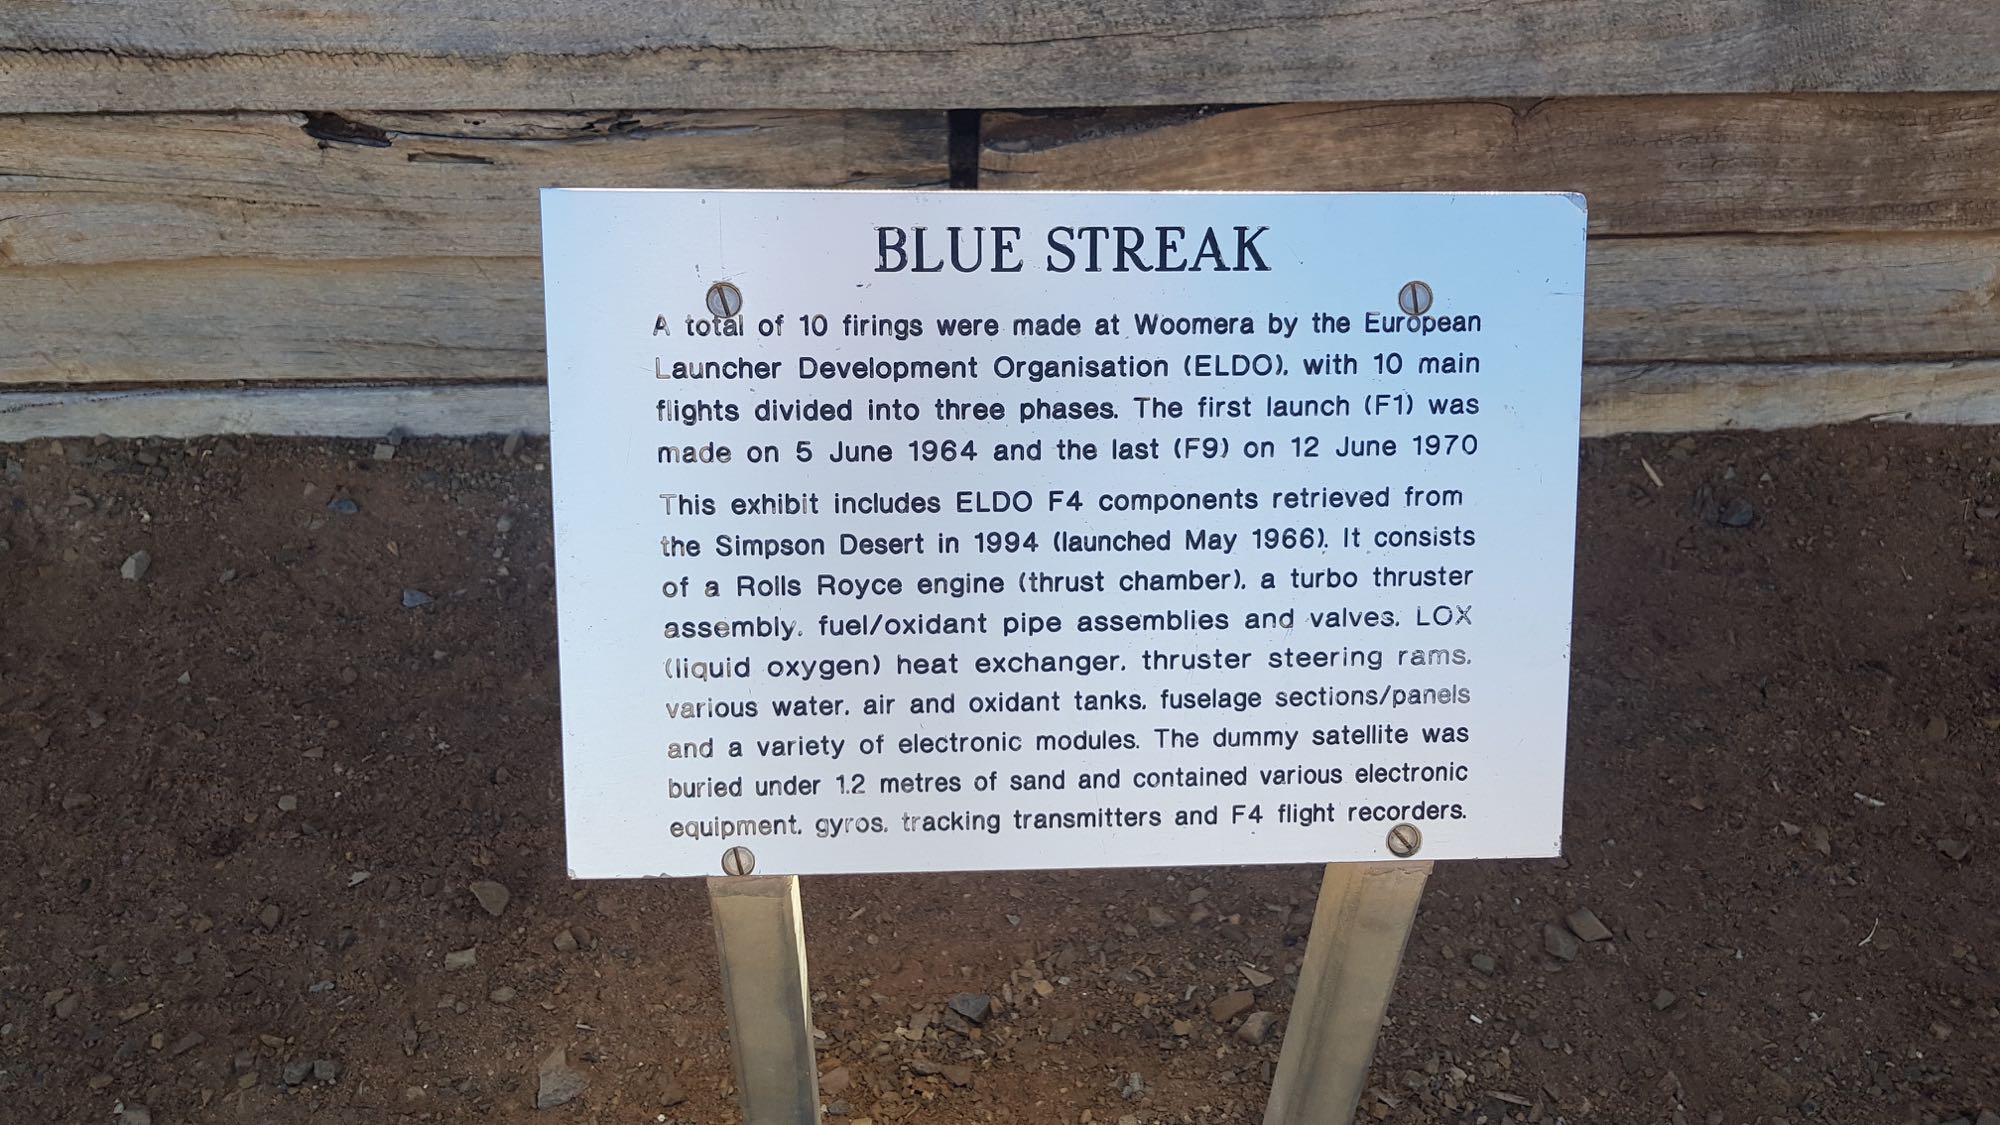 BLUE STREAK
A total of 10 firings were made at Woomera by the European
Launcher Development Organisation (ELDO), with 10 main
flights divided into three phases. The first launch (F1) was
made on 5 June 1964 and the last (F9) on 12 June 1970
This exhibit includes ELDO F4 components retrieved from
the Simpson Desert in 1994 (launched May 1966). It consists
of a Rolls Royce engine (thrust chamber), a turbo thruster
assembly, fuel/oxidant pipe assemblies and valves, LOX
(liquid oxygen) heat exchanger, thruster steering rams,
various water, air and oxidant tanks, fuselage sections/panels
and a variety of electronic modules. The dummy satellite was
buried under 1.2 metres of sand and contained various electronic
equipment, gyros, tracking transmitters and F4 flight recorders.